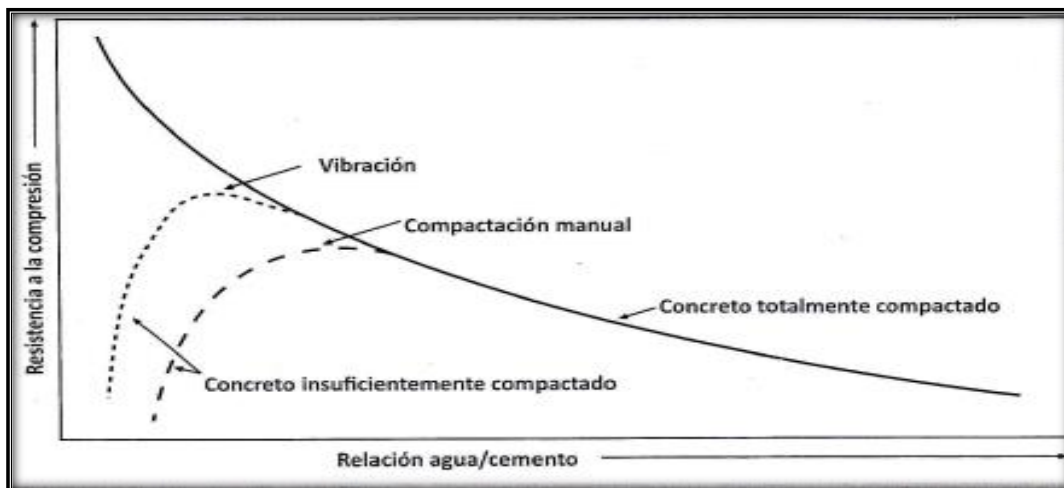 Resistencia a la compresión
Vibración
Compactación manual
Concreto totalmente compactado
Concreto insuficientemente compactado
Relación agua/cemento